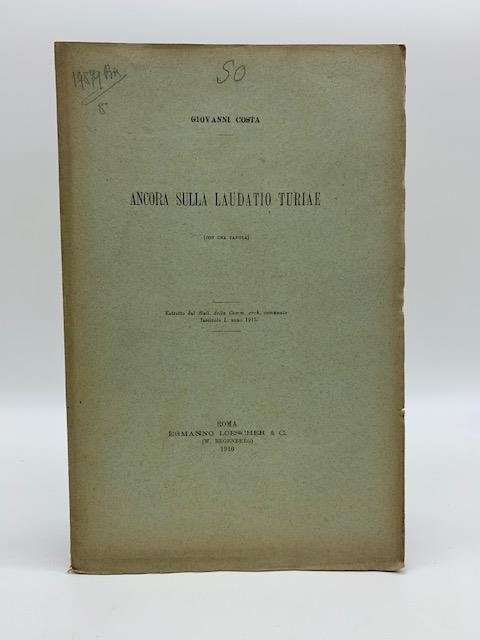 50
GIOVANNI COSTA
ANCORA SULLA LAUDATIO TURIAE
(CON UNA TAVOLA)
Estratto dal Bull. della Comm. arch. comunale
fascicolo I, anno 1915.
ROMA
ERMANNO LOESCHER & C.
(W. REGENBERG)
1916